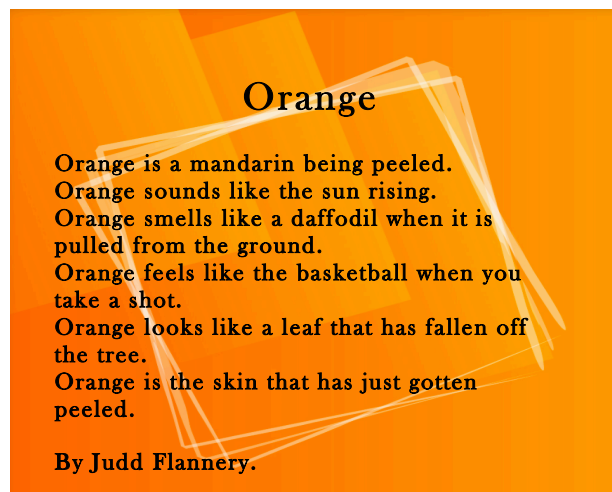 Orange
Orange is a mandarin being peeled.
Orange sounds like the sun rising.
Orange smells like a daffodil when it is
pulled from the ground.
Orange feels like the basketball when you
take a shot.
Orange looks like a leaf that has fallen off
the tree.
Orange is the skin that has just gotten
peeled.
By Judd Flannery.